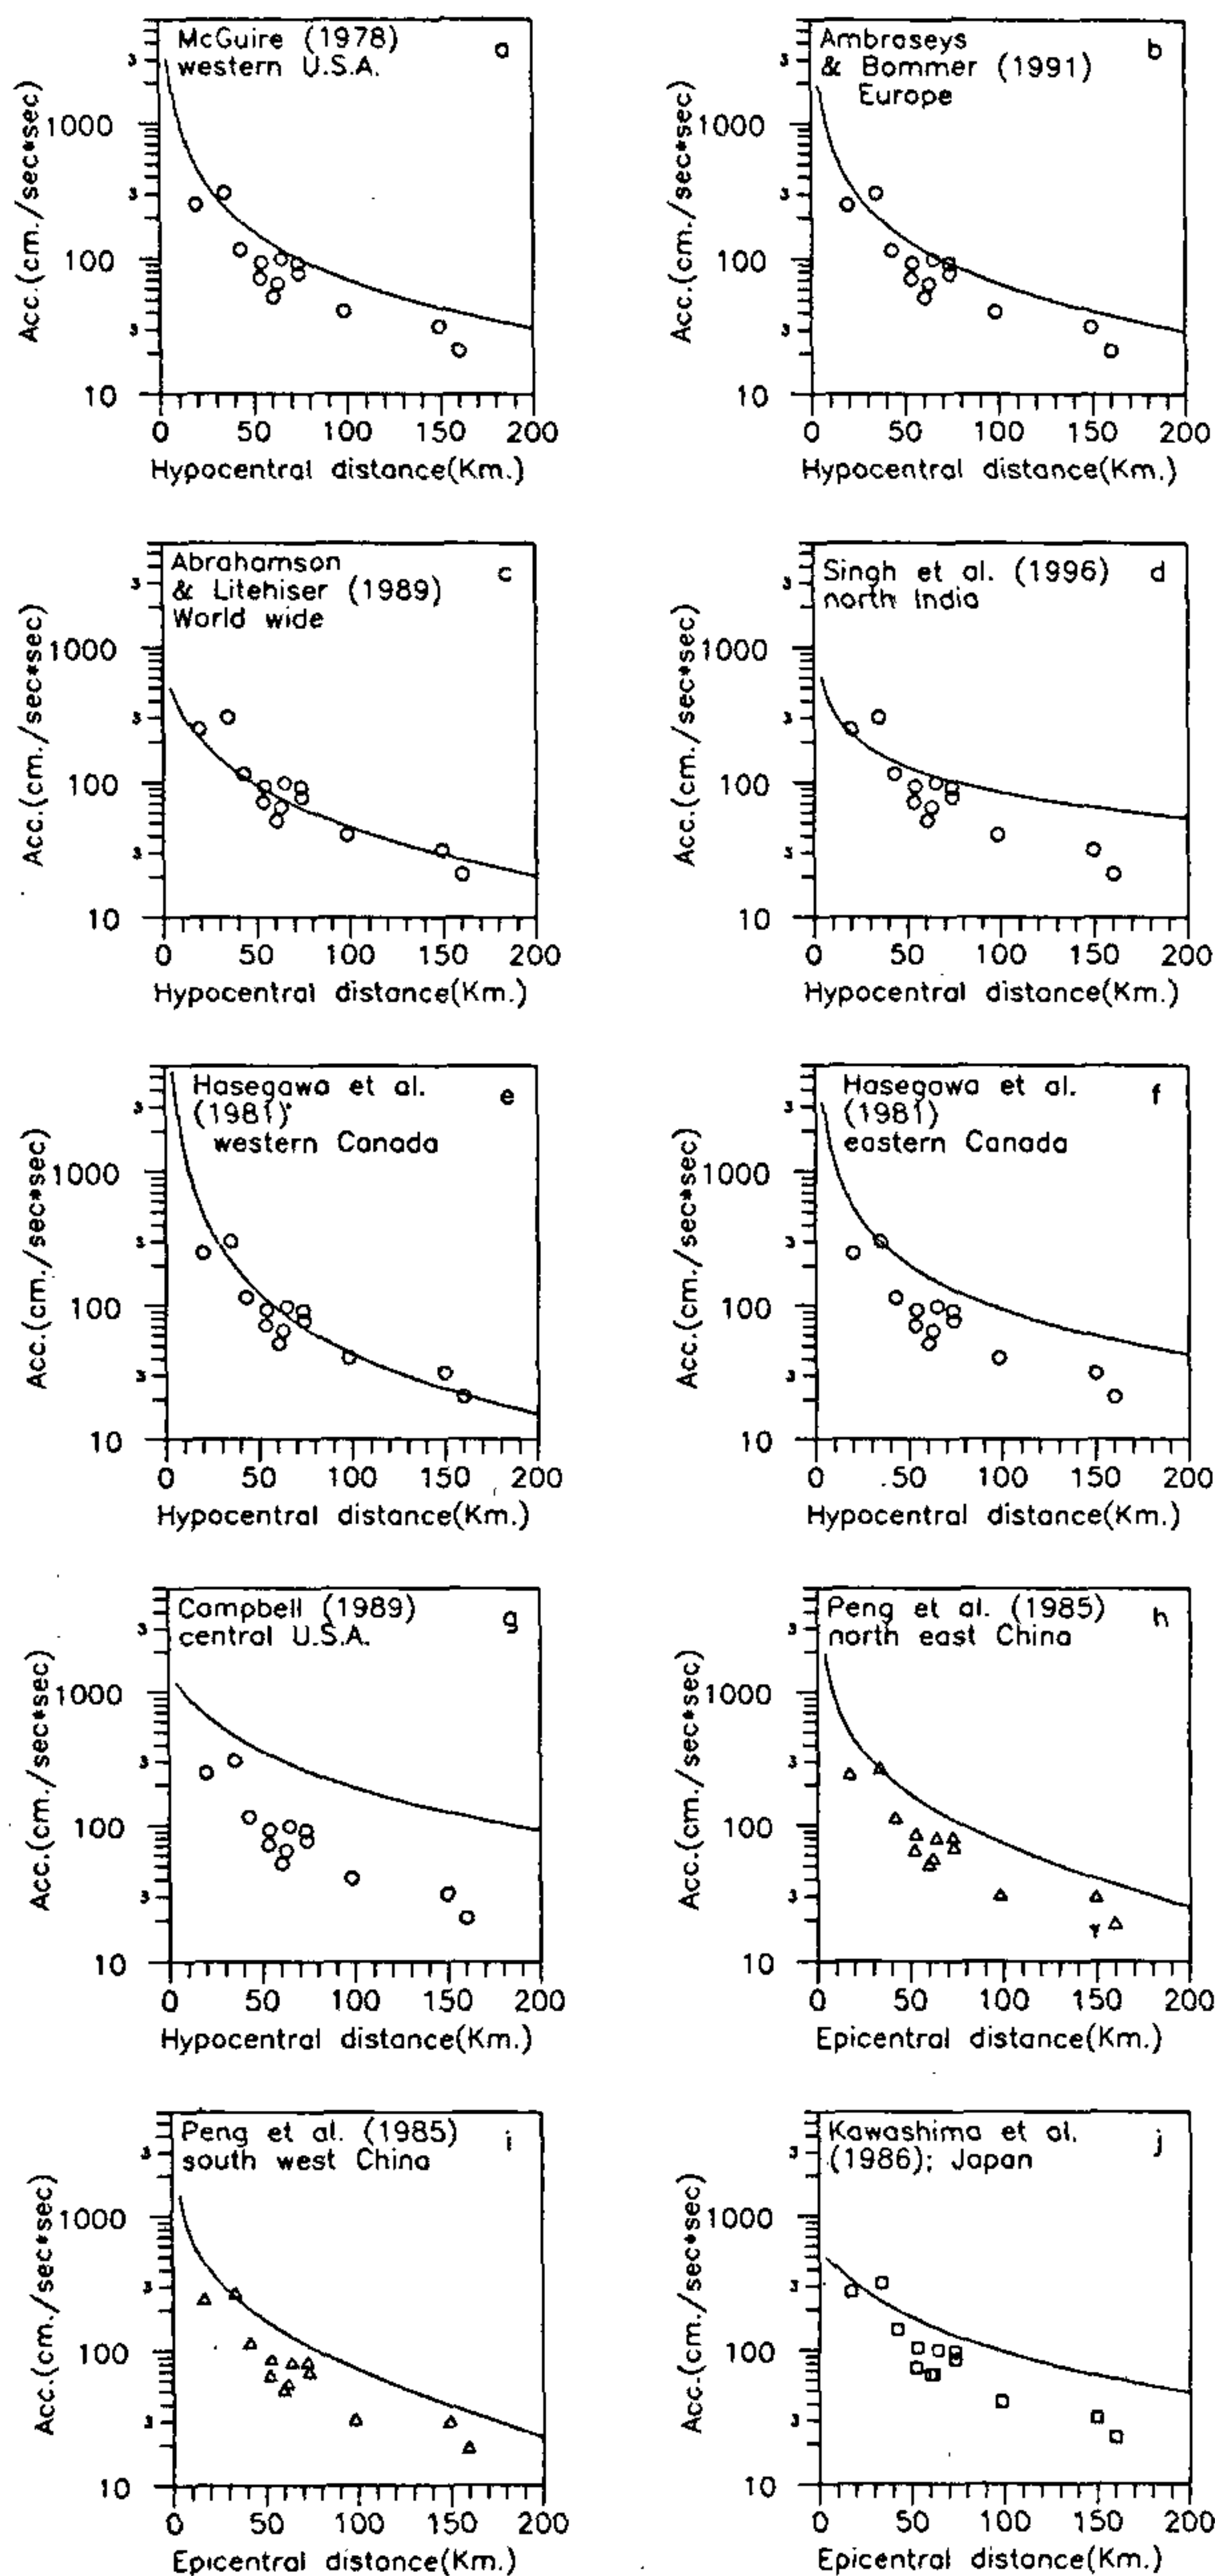 McGuire (1978)
western U.S.A.
a
3
1000
3
100
3
10
Acc.(cm./sec*sec)
0 50 100 150 200
Hypocentral distance(Km.)
Ambraseys
& Bommer (1991)
Europe
b
3
1000
3
100
3
10
Acc.(cm./sec*sec)
0 50 100 150 200
Hypocentral distance(Km.)
Abrahamson
& Litehiser (1989)
World wide
c
3
1000
3
100
3
10
Acc.(cm./sec*sec)
0 50 100 150 200
Hypocentral distance(Km.)
Singh et al. (1996)
north India
d
3
1000
3
100
3
10
Acc.(cm./sec*sec)
0 50 100 150 200
Hypocentral distance(Km.)
Hasegawa et al.
(1981)
western Canada
e
3
1000
3
100
3
10
Acc.(cm./sec*sec)
0 50 100 150 200
Hypocentral distance(Km.)
Hasegawa et al.
(1981)
eastern Canada
f
3
1000
3
100
3
10
Acc.(cm./sec*sec)
0 50 100 150 200
Hypocentral distance(Km.)
Campbell (1989)
central U.S.A.
g
3
1000
3
100
3
10
Acc.(cm./sec*sec)
0 50 100 150 200
Hypocentral distance(Km.)
Peng et al. (1985)
north east China
h
3
1000
3
100
3
10
Acc.(cm./sec*sec)
0 50 100 150 200
Epicentral distance(Km.)
Peng et al. (1985)
south west China
i
3
1000
3
100
3
10
Acc.(cm./sec*sec)
0 50 100 150 200
Epicentral distance(Km.)
Kawashima et al.
(1986); Japan
j
3
1000
3
100
3
10
Acc.(cm./sec*sec)
0 50 100 150 200
Epicentral distance(Km.)